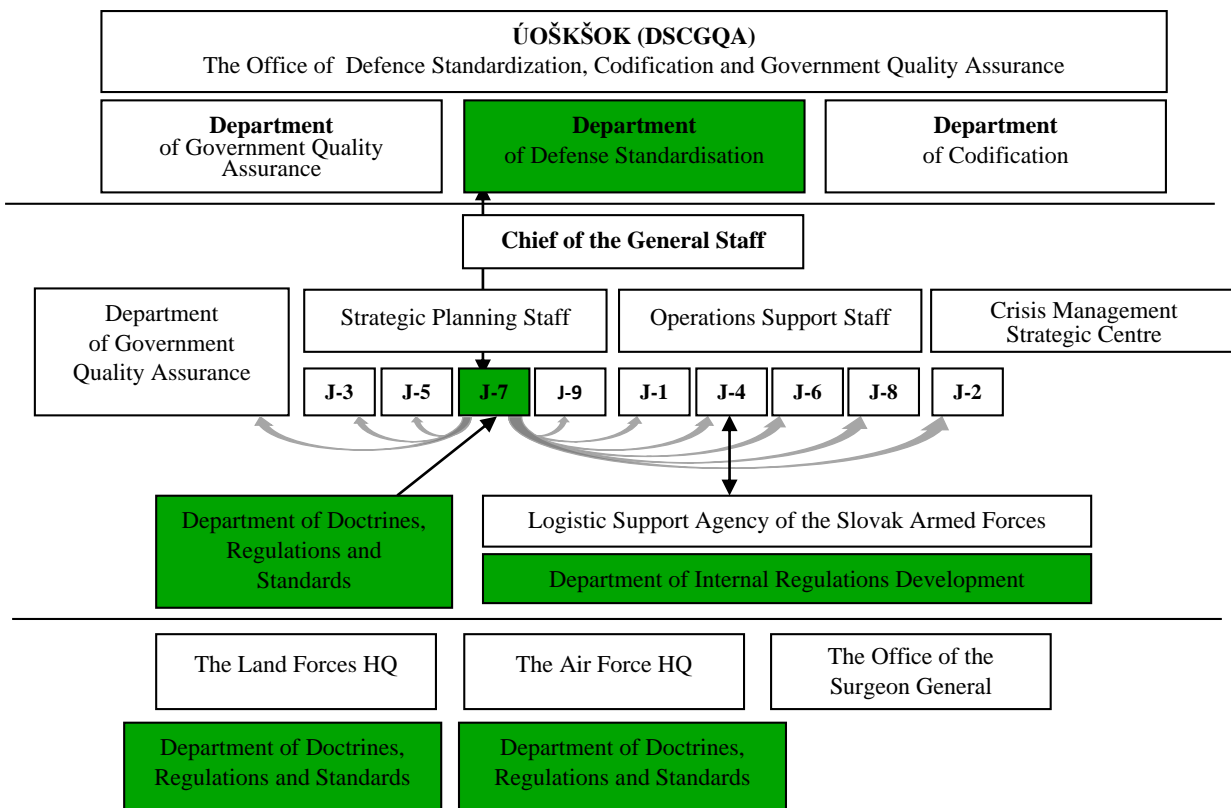 ÚOŠKŠOK (DSCGQA)
The Office of Defence Standardization, Codification and Government Quality Assurance
Department
of Government Quality
Assurance
Department
of Defense Standardisation
Department
of Codification
Chief of the General Staff
Department
of Government
Quality Assurance
Strategic Planning Staff
Operations Support Staff
Crisis Management
Strategic Centre
J-3
J-5
J-7
J-9
J-1
J-4
J-6
J-8
J-2
Department of Doctrines,
Regulations and
Standards
Logistic Support Agency of the Slovak Armed Forces
Department of Internal Regulations Development
The Land Forces HQ
The Air Force HQ
The Office of the
Surgeon General
Department of Doctrines,
Regulations and Standards
Department of Doctrines,
Regulations and Standards